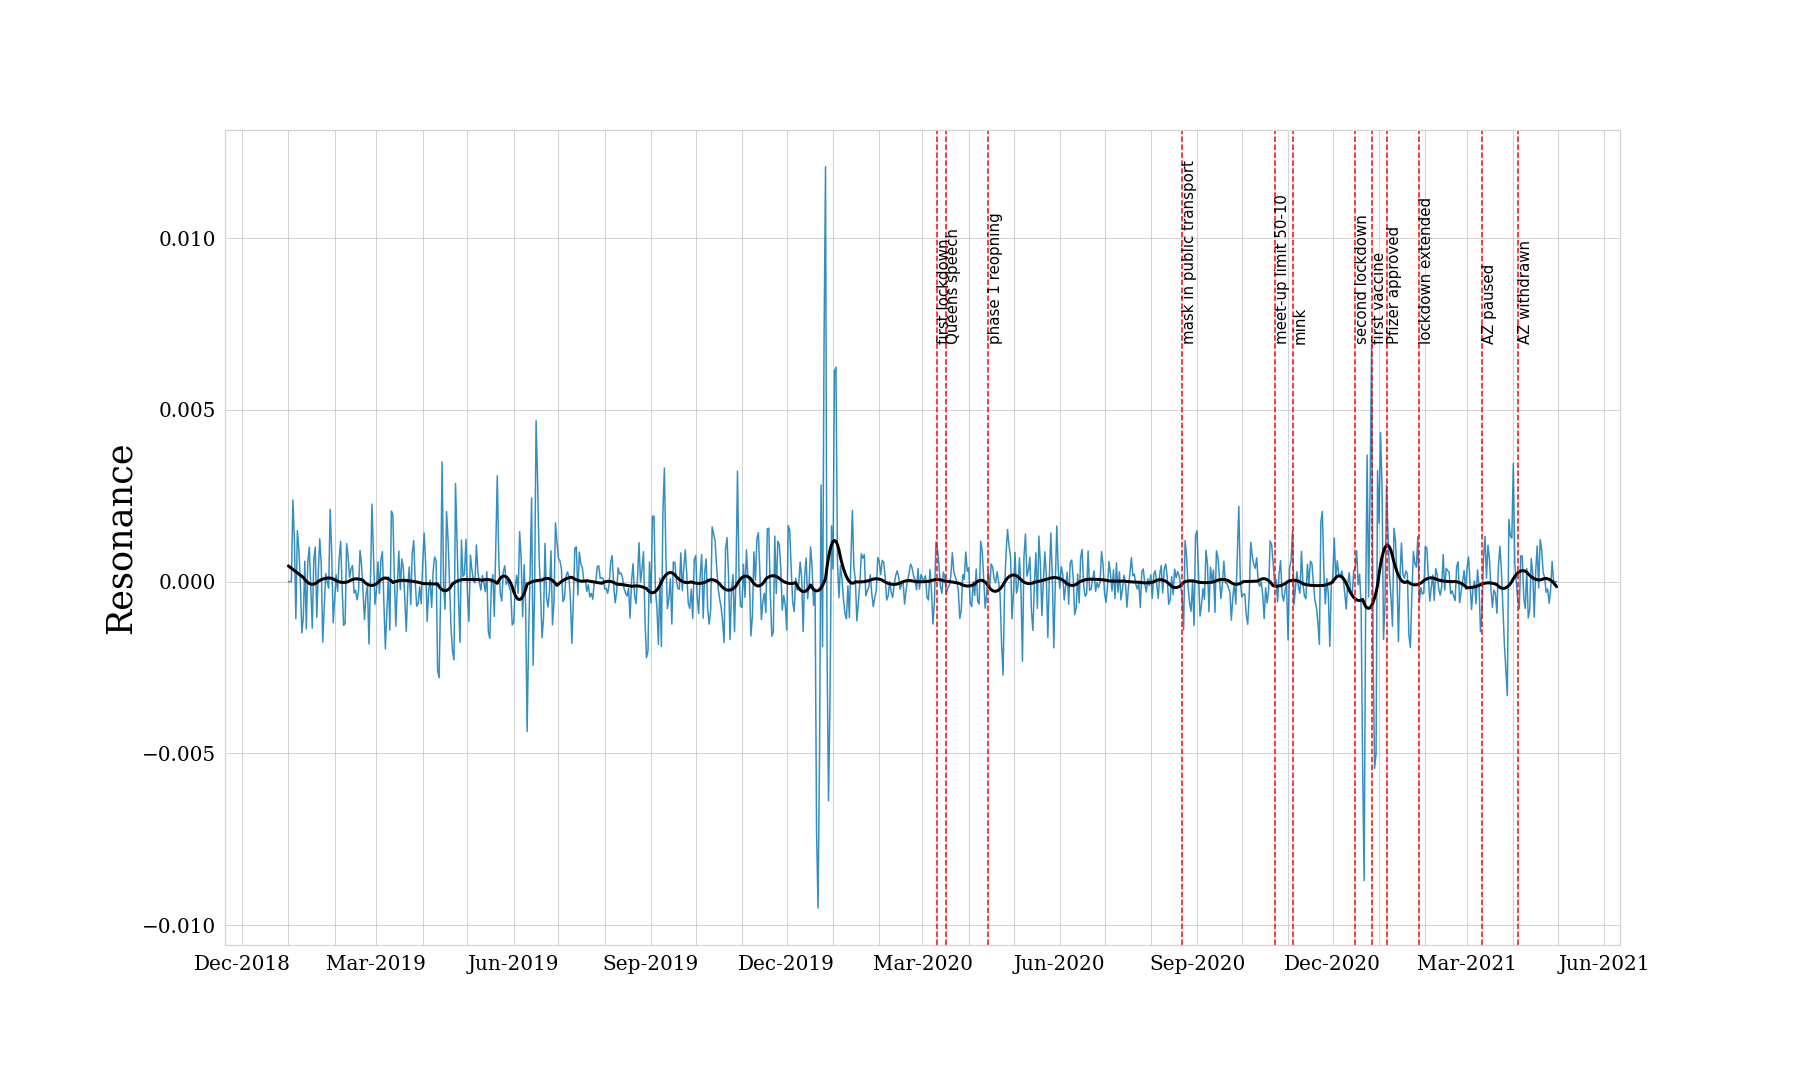 Resonance
0.010
0.005
0.000
−0.005
−0.010
first lockdown
Queens speech
phase 1 reopning
mask in public transport
meet-up limit 50-10
mink
second lockdown
first vaccine
Pfizer approved
lockdown extended
AZ paused
AZ withdrawn
Dec-2018
Mar-2019
Jun-2019
Sep-2019
Dec-2019
Mar-2020
Jun-2020
Sep-2020
Dec-2020
Mar-2021
Jun-2021